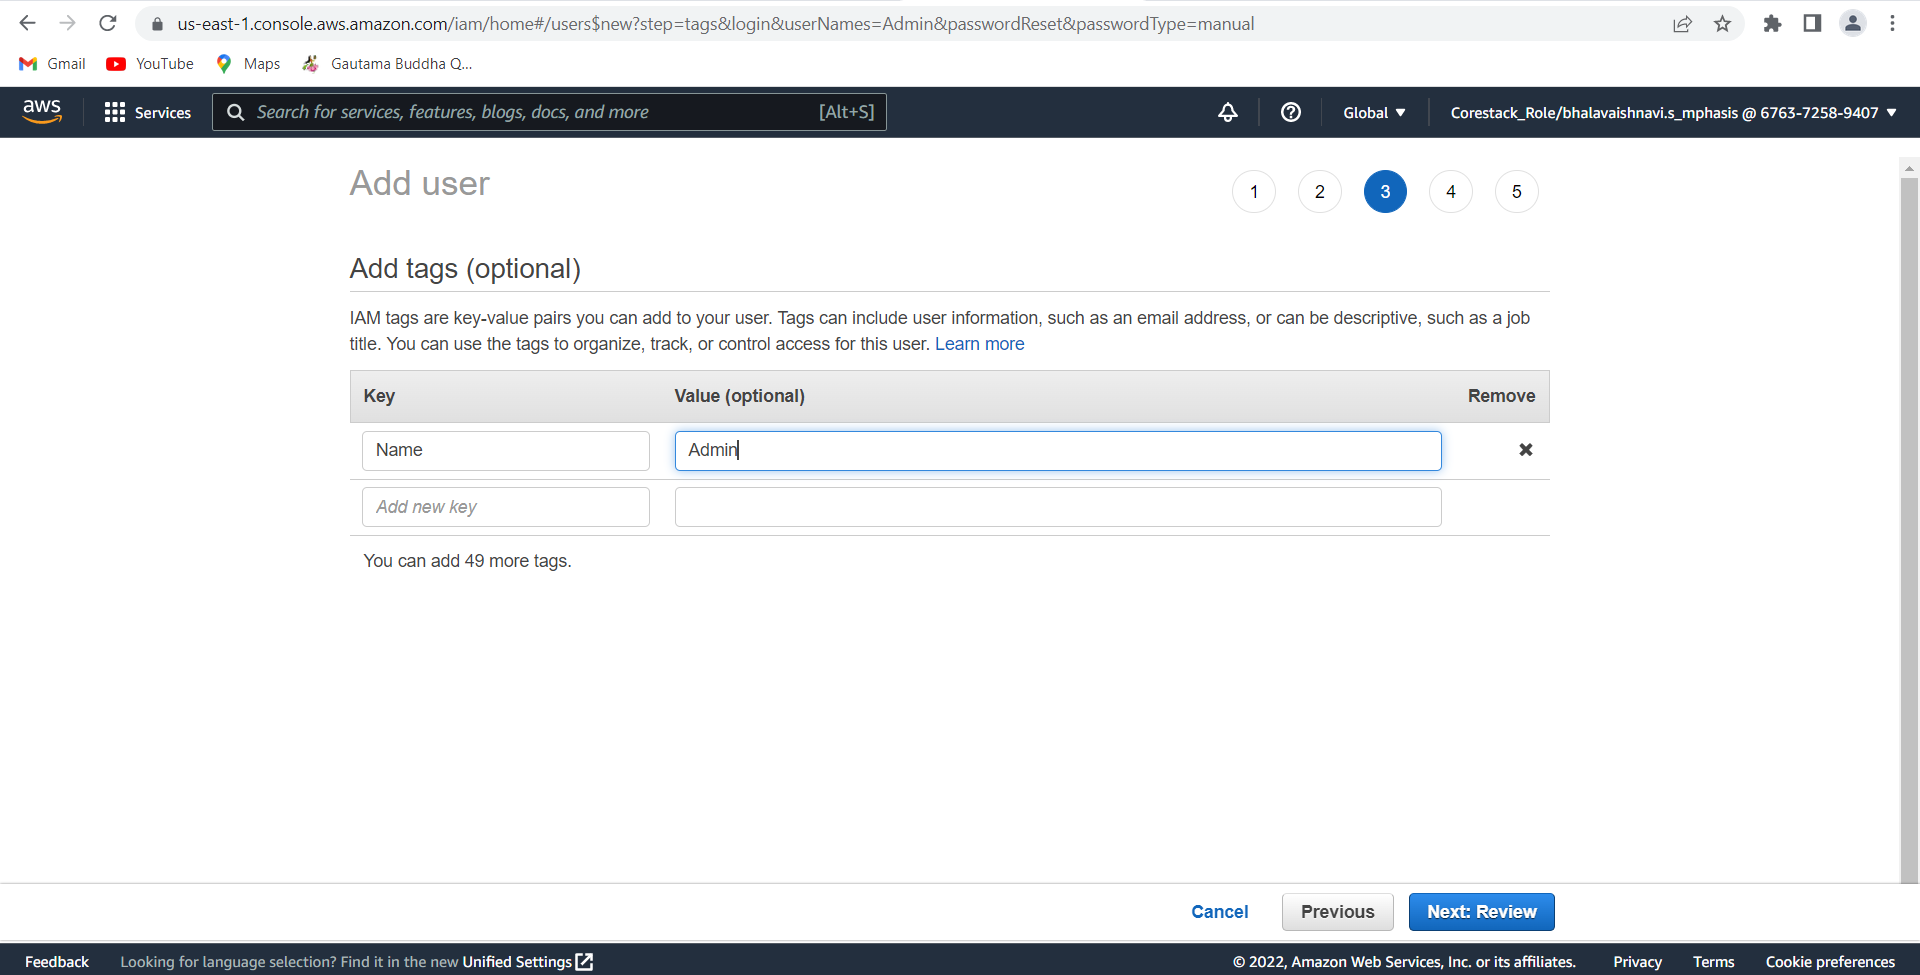 us-east-1.console.aws.amazon.com/iam/home#/users$new?step=tags&login&userNames=Admin&passwordReset&passwordType=manual
Gmail YouTube Maps Gautama Buddha Q...
aws Services Search for services, features, blogs, docs, and more [Alt+S] Global Corestack_Role/bhalavaishnavi.s_mphasis @ 6763-7258-9407
Add user 1 2 3 4 5
Add tags (optional)
IAM tags are key-value pairs you can add to your user. Tags can include user information, such as an email address, or can be descriptive, such as a job
title. You can use the tags to organize, track, or control access for this user. Learn more
Key Value (optional) Remove
Name Admin
Add new key
You can add 49 more tags.
Cancel Previous Next: Review
Feedback Looking for language selection? Find it in the new Unified Settings © 2022, Amazon Web Services, Inc. or its affiliates. Privacy Terms Cookie preferences